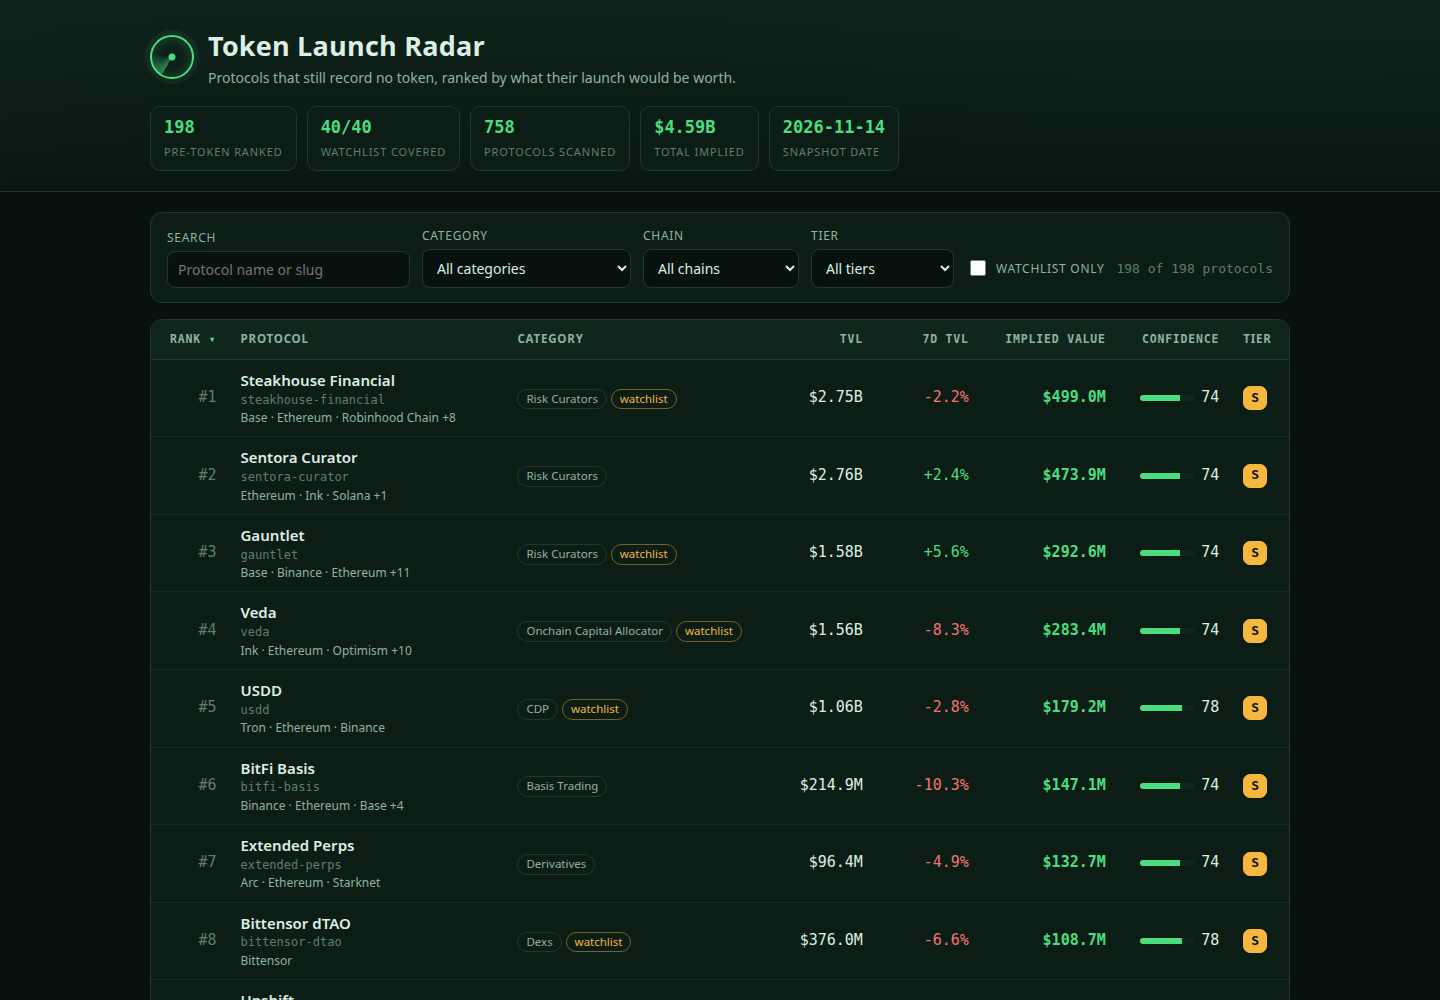 Token Launch Radar
Protocols that still record no token, ranked by what their launch would be worth.
198
PRE-TOKEN RANKED
40/40
WATCHLIST COVERED
758
PROTOCOLS SCANNED
$4.59B
TOTAL IMPLIED
2026-11-14
SNAPSHOT DATE
SEARCH
Protocol name or slug
CATEGORY
All categories
CHAIN
All chains
TIER
All tiers
WATCHLIST ONLY
198 of 198 protocols
RANK ▼ PROTOCOL CATEGORY TVL 7D TVL IMPLIED VALUE CONFIDENCE TIER
#1 Steakhouse Financial
steakhouse-financial
Base · Ethereum · Robinhood Chain +8
Risk Curators watchlist $2.75B -2.2% $499.0M 74 S
#2 Sentora Curator
sentora-curator
Ethereum · Ink · Solana +1
Risk Curators $2.76B +2.4% $473.9M 74 S
#3 Gauntlet
gauntlet
Base · Binance · Ethereum +11
Risk Curators watchlist $1.58B +5.6% $292.6M 74 S
#4 Veda
veda
Ink · Ethereum · Optimism +10
Onchain Capital Allocator watchlist $1.56B -8.3% $283.4M 74 S
#5 USDD
usdd
Tron · Ethereum · Binance
CDP watchlist $1.06B -2.8% $179.2M 78 S
#6 BitFi Basis
bitfi-basis
Binance · Ethereum · Base +4
Basis Trading $214.9M -10.3% $147.1M 74 S
#7 Extended Perps
extended-perps
Arc · Ethereum · Starknet
Derivatives $96.4M -4.9% $132.7M 74 S
#8 Bittensor dTAO
bittensor-dtao
Bittensor
Dexs watchlist $376.0M -6.6% $108.7M 78 S